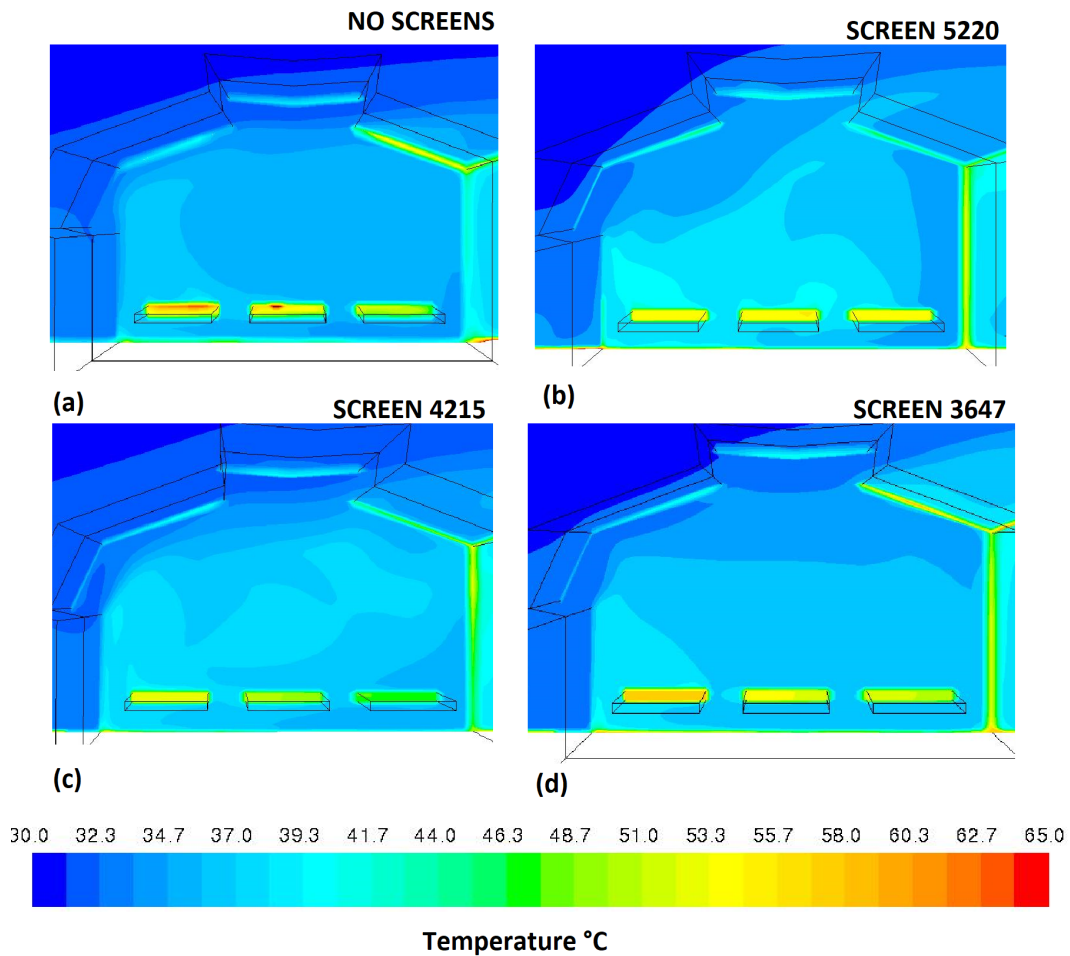 NO SCREENS
SCREEN 5220
(a)
(b)
SCREEN 4215
SCREEN 3647
(c)
(d)
30.0 32.3 34.7 37.0 39.3 41.7 44.0 46.3 48.7 51.0 53.3 55.7 58.0 60.3 62.7 65.0
Temperature °C